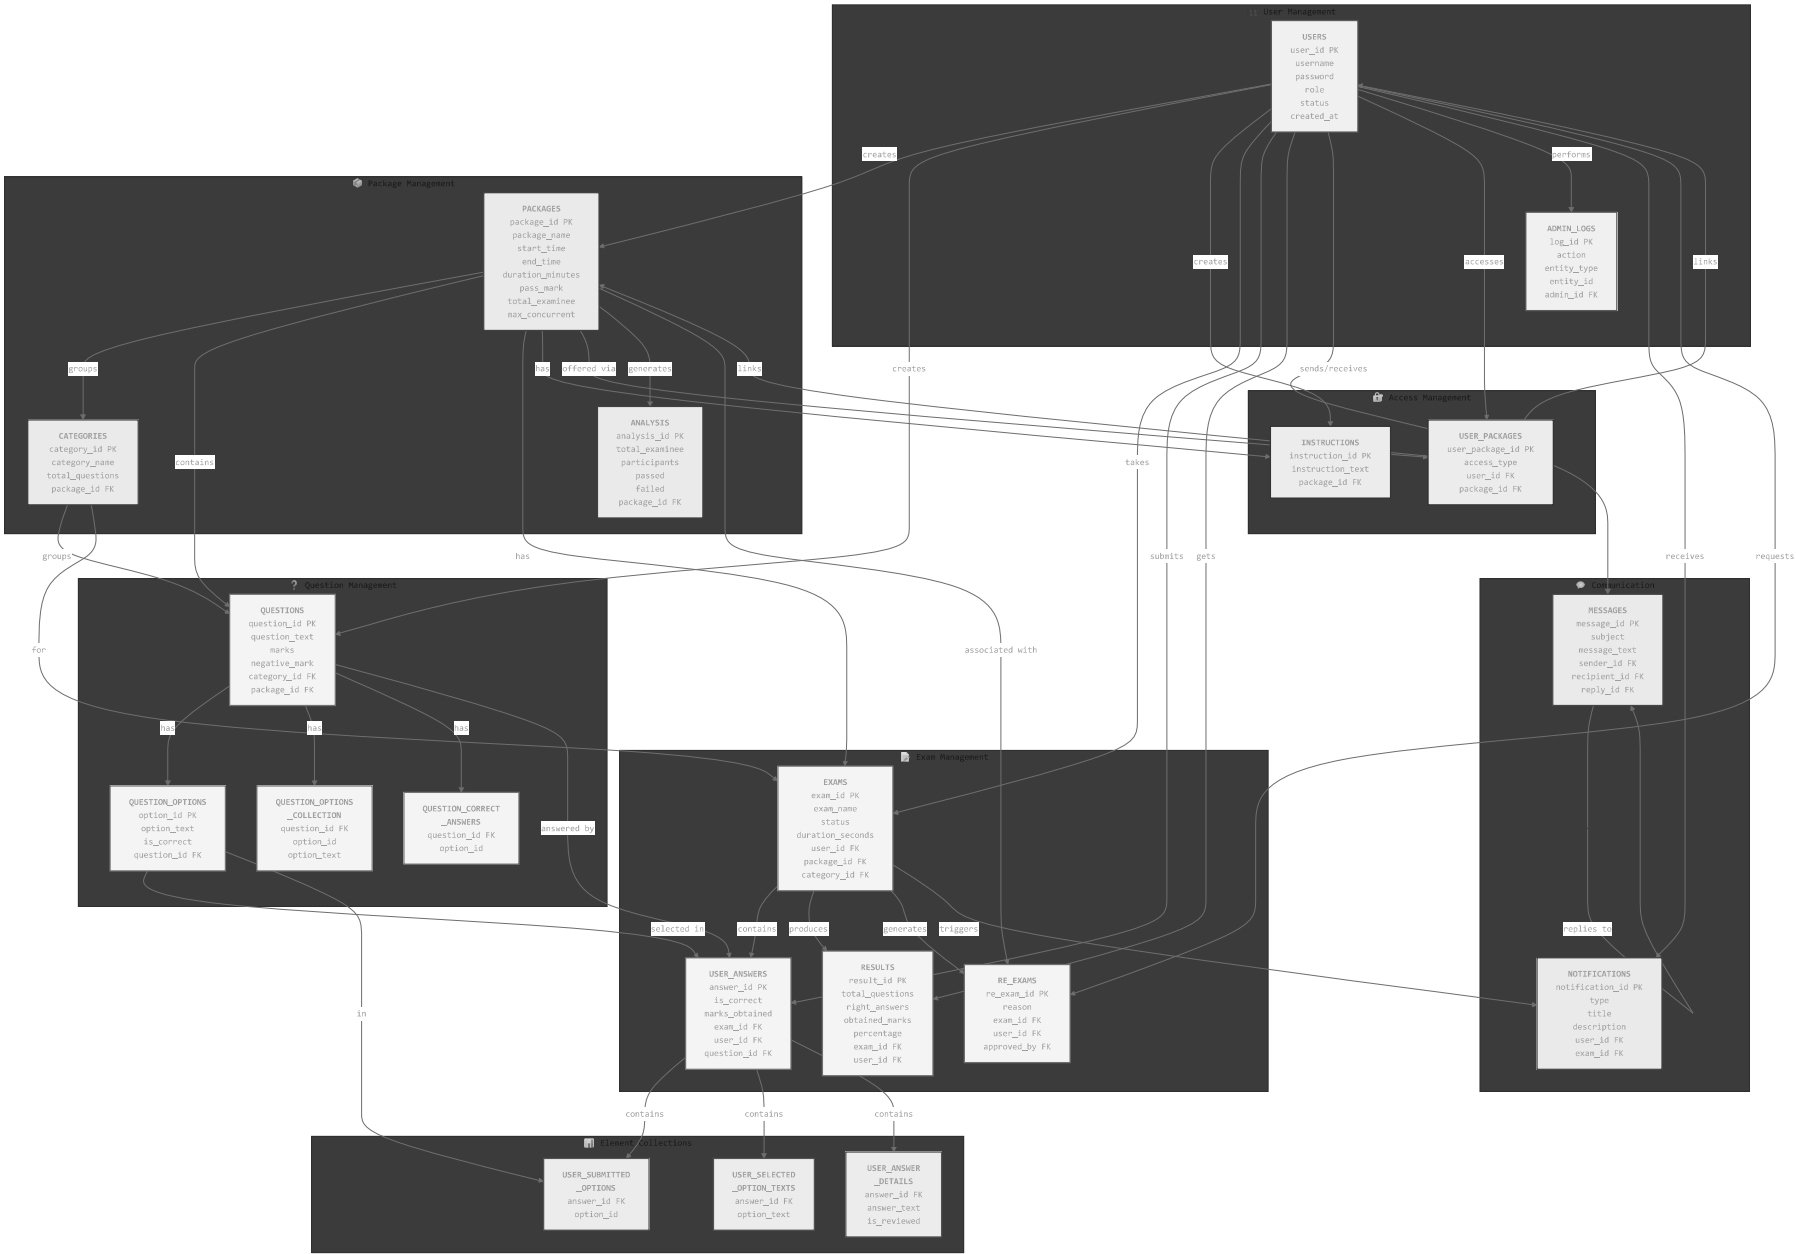 User Management
USERS
user_id PK
username
password
role
status
created_at
creates
performs
Package Management
PACKAGES
package_id PK
package_name
start_time
end_time
duration_minutes
pass_mark
total_examinee
max_concurrent
ADMIN_LOGS
log_id PK
action
entity_type
entity_id
admin_id FK
creates
accesses
links
groups
has
offered via
generates
links
creates
sends/receives
Access Management
CATEGORIES
category_id PK
category_name
total_questions
package_id FK
contains
ANALYSIS
analysis_id PK
total_examinee
participants
passed
failed
package_id FK
takes
INSTRUCTIONS
instruction_id PK
instruction_text
package_id FK
USER_PACKAGES
user_package_id PK
access_type
user_id FK
package_id FK
groups
has
submits
gets
receives
requests
Question Management
QUESTIONS
question_id PK
question_text
marks
negative_mark
category_id FK
package_id FK
for
associated with
Communication
MESSAGES
message_id PK
subject
message_text
sender_id FK
recipient_id FK
reply_id FK
has
has
has
Exam Management
QUESTION_OPTIONS
option_id PK
option_text
is_correct
question_id FK
QUESTION_OPTIONS
_COLLECTION
question_id FK
option_id
option_text
QUESTION_CORRECT
_ANSWERS
question_id FK
option_id
answered by
EXAMS
exam_id PK
exam_name
status
duration_seconds
user_id FK
package_id FK
category_id FK
selected in
contains
produces
generates
triggers
replies to
USER_ANSWERS
answer_id PK
is_correct
marks_obtained
exam_id FK
user_id FK
question_id FK
RESULTS
result_id PK
total_questions
right_answers
obtained_marks
percentage
exam_id FK
user_id FK
RE_EXAMS
re_exam_id PK
reason
exam_id FK
user_id FK
approved_by FK
NOTIFICATIONS
notification_id PK
type
title
description
user_id FK
exam_id FK
in
contains
contains
contains
Element Collections
USER_SUBMITTED
_OPTIONS
answer_id FK
option_id
USER_SELECTED
_OPTION_TEXTS
answer_id FK
option_text
USER_ANSWER
_DETAILS
answer_id FK
answer_text
is_reviewed